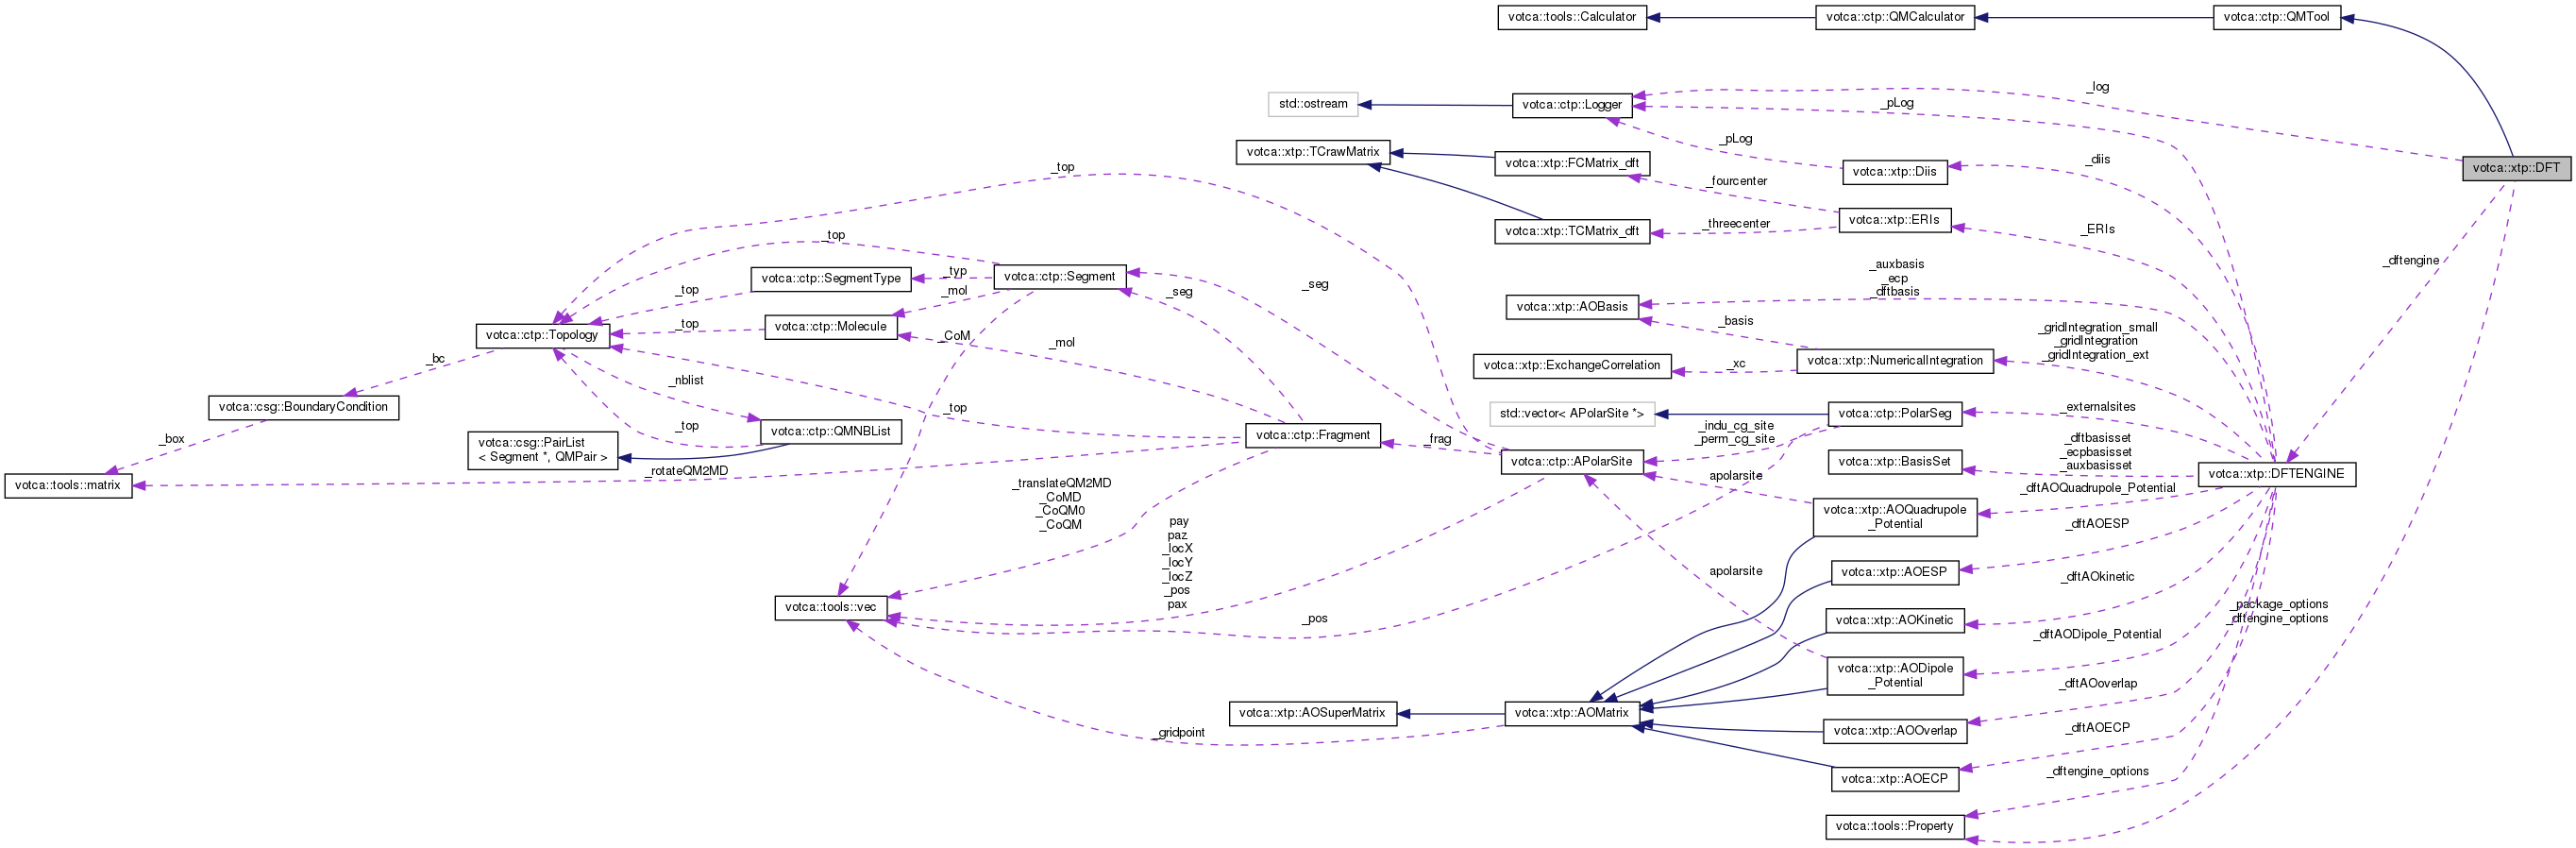 votca::tools::Calculator
votca::ctp::QMCalculator
votca::ctp::QMTool
std::ostream
votca::ctp::Logger
_log
_pLog
votca::xtp::TCrawMatrix
votca::xtp::FCMatrix_dft
_pLog
votca::xtp::Diis
_diis
votca::xtp::DFT
_top
_fourcenter
votca::xtp::ERIs
votca::xtp::TCMatrix_dft
_threecenter
_ERIs
_top
votca::ctp::Segment
_dftengine
votca::ctp::SegmentType
_typ
_seg
_seg
_auxbasis
_ecp
_dftbasis
_top
_mol
votca::xtp::AOBasis
_basis
votca::ctp::Topology
_top
votca::ctp::Molecule
_CoM
_mol
_gridIntegration_small
_gridIntegration
_gridIntegration_ext
_bc
votca::xtp::ExchangeCorrelation
_xc
votca::xtp::NumericalIntegration
_nblist
votca::csg::BoundaryCondition
_top
std::vector< APolarSite *>
votca::ctp::PolarSeg
_externalsites
_box
votca::csg::PairList
< Segment *, QMPair >
_top
votca::ctp::QMNBList
votca::ctp::Fragment
_frag
_indu_cg_site
_perm_cg_site
_dftbasisset
_ecpbasisset
_auxbasisset
votca::tools::matrix
_rotateQM2MD
votca::ctp::APolarSite
votca::xtp::BasisSet
votca::xtp::DFTENGINE
apolarsite
_dftAOQuadrupole_Potential
_translateQM2MD
_CoMD
_CoQM0
_CoQM
votca::xtp::AOQuadrupole
_Potential
_dftAOESP
pay
paz
_locX
_locY
_locZ
_pos
pax
apolarsite
votca::xtp::AOESP
_dftAOkinetic
votca::tools::vec
_pos
votca::xtp::AOKinetic
_package_options
_dftengine_options
_dftAODipole_Potential
votca::xtp::AODipole
_Potential
_dftAOoverlap
votca::xtp::AOSuperMatrix
votca::xtp::AOMatrix
_gridpoint
votca::xtp::AOOverlap
_dftAOECP
votca::xtp::AOECP
_dftengine_options
votca::tools::Property